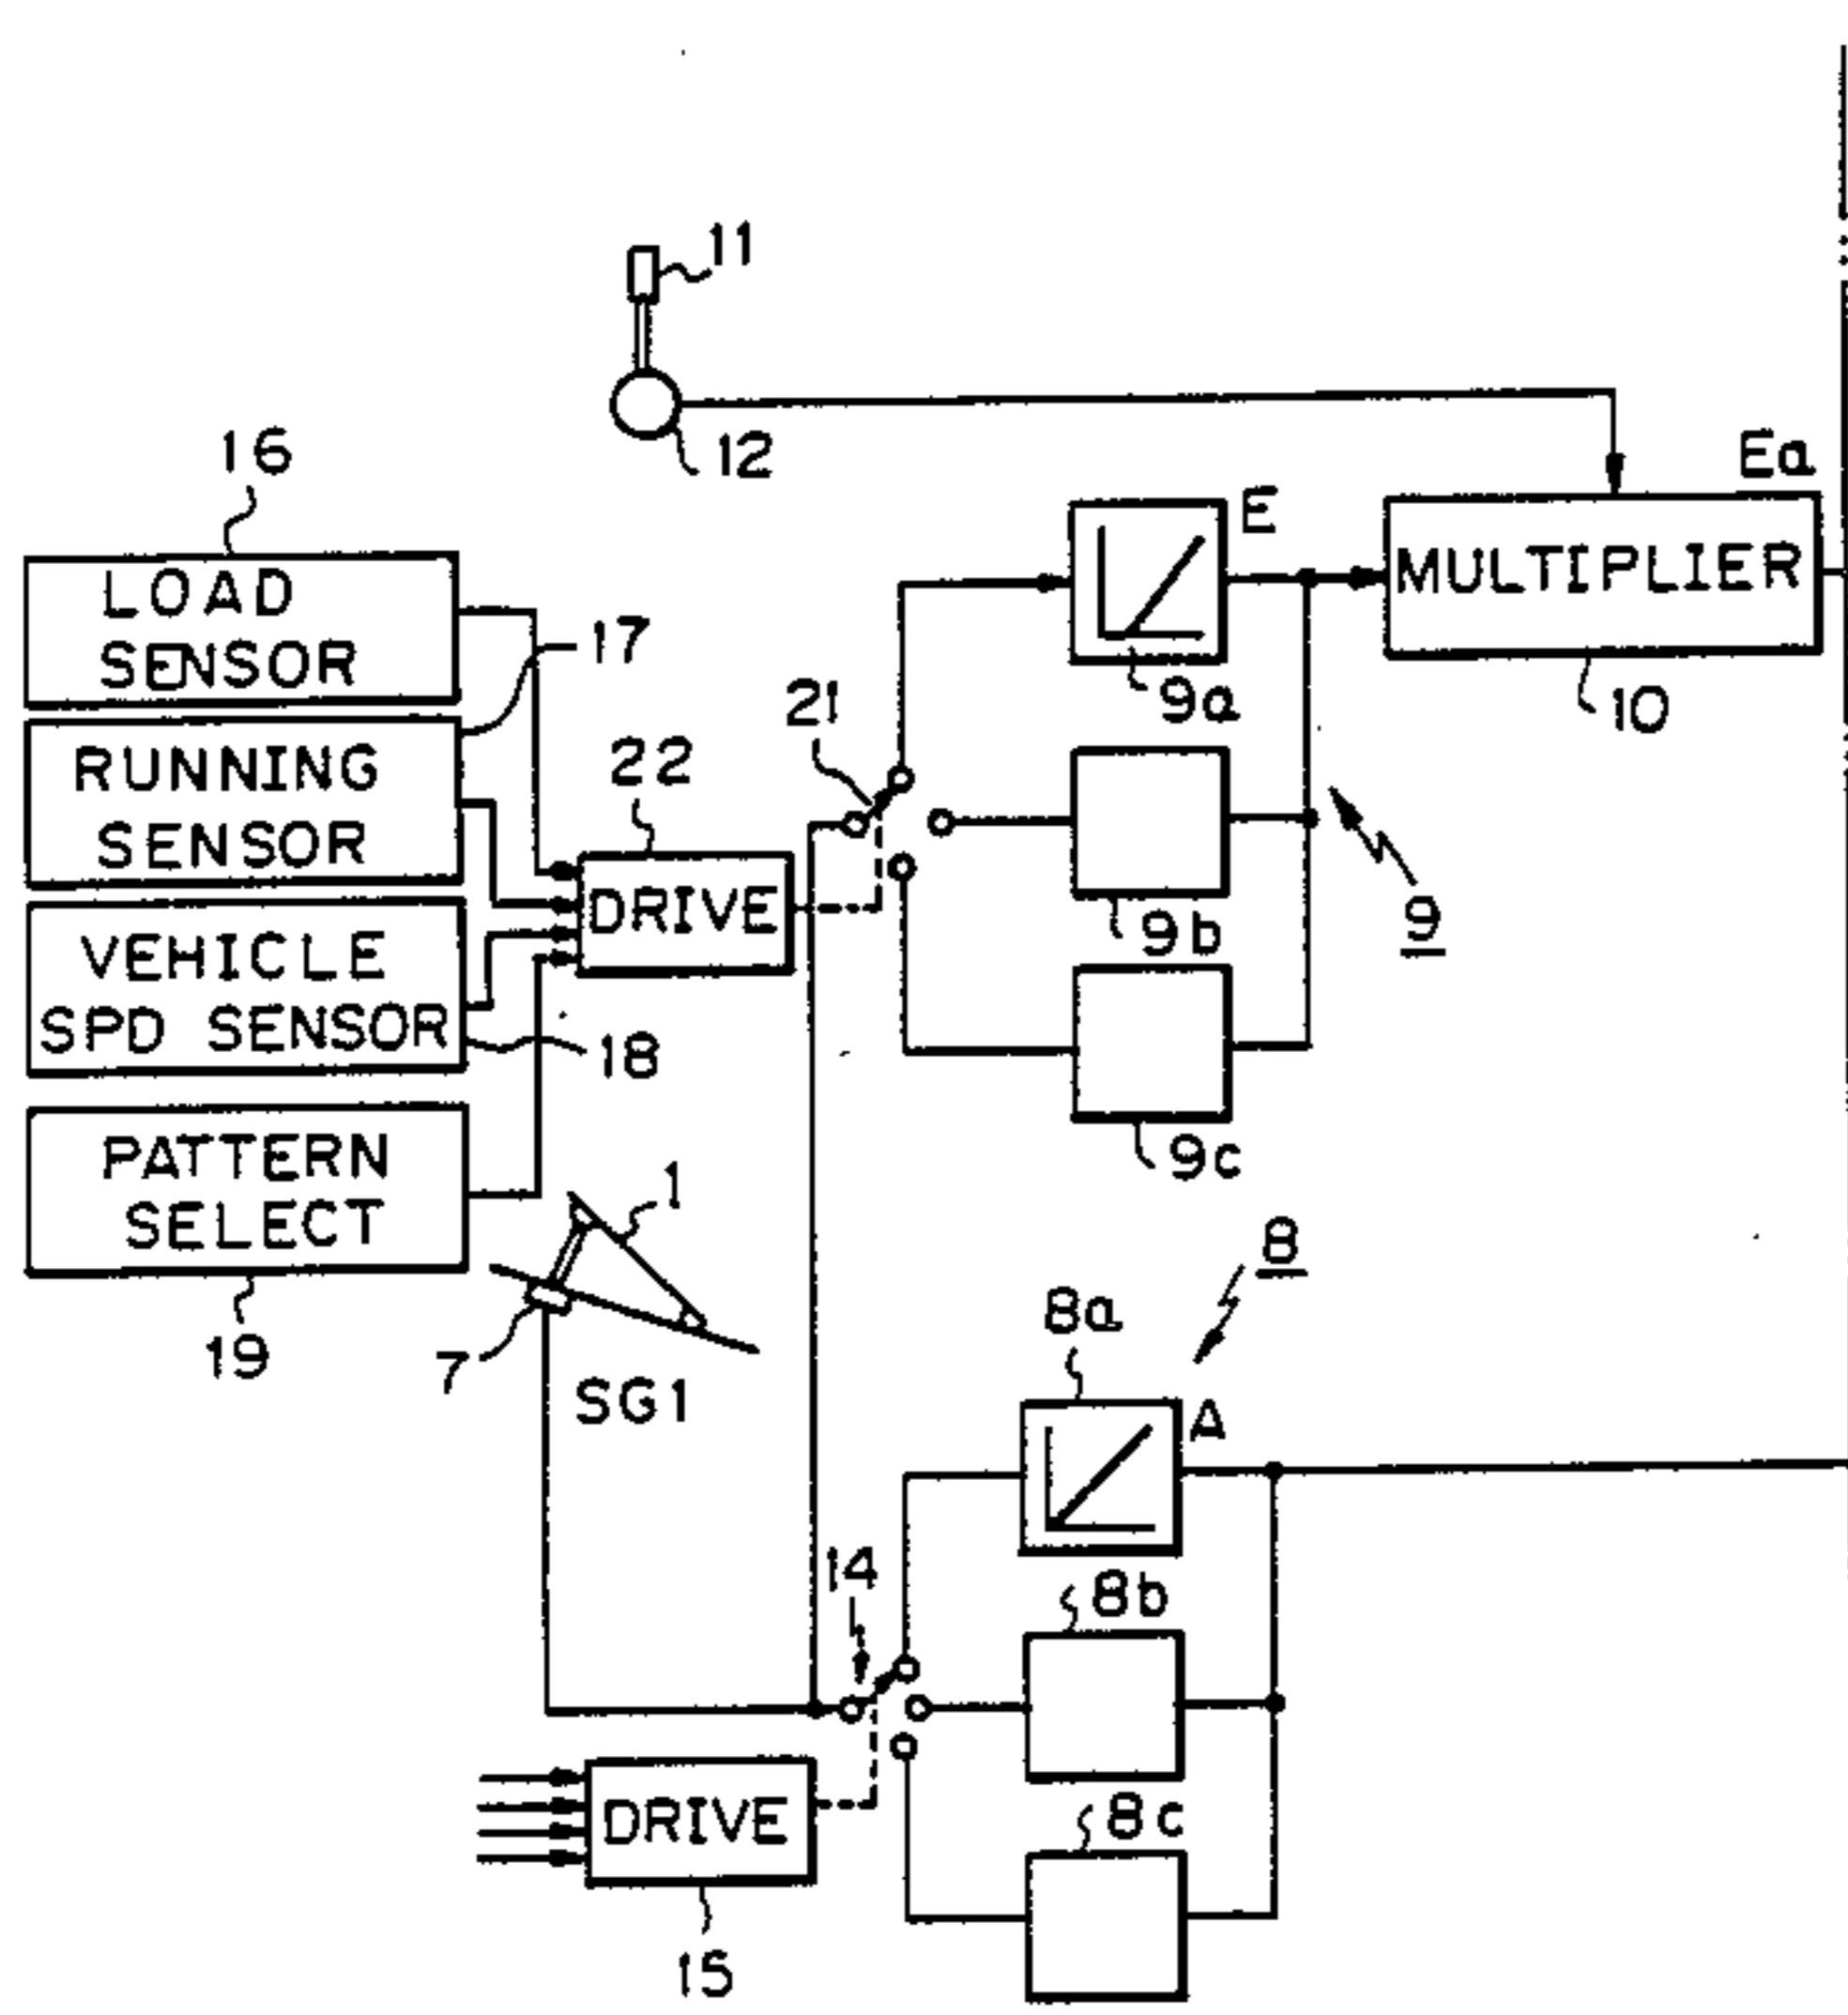 11
12
16
LOAD
SENSOR
17
RUNNING
SENSOR
VEHICLE
SPD SENSOR
18
PATTERN
SELECT
19
22
DRIVE
21
E
9a
9b
9c
9
Ea
MULTIPLIER
10
1
7
SG1
8
8a
A
14
8b
8c
DRIVE
15